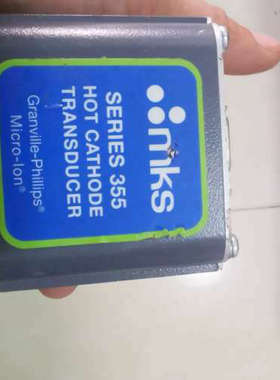 mks
SERIES 355
HOT CATHODE
TRANSDUCER
Granville-Phillips®
Micro-Ion®